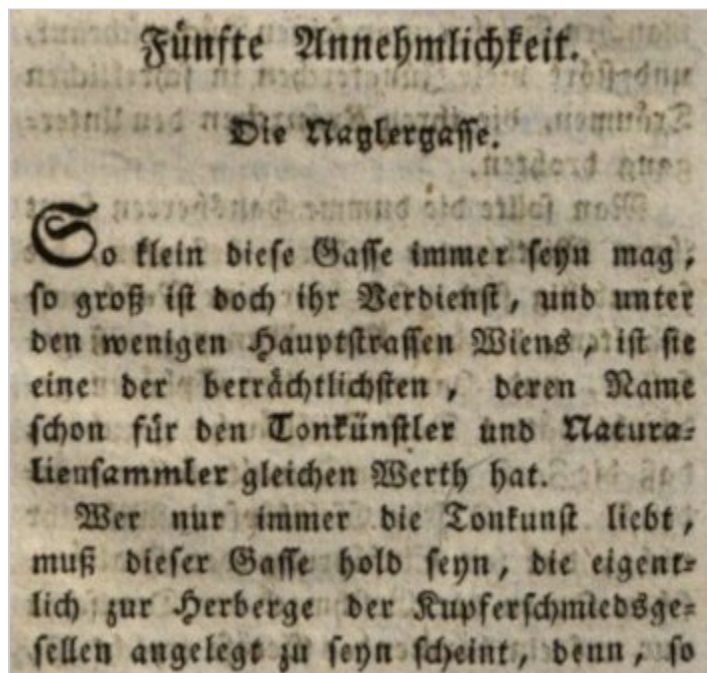 Fünfte Annehmlichkeit.
Die Naglergasse.
So klein diese Gasse immer seyn mag,
so groß ist doch ihr Verdienst, und unter
den wenigen Hauptstrassen Wiens, ist sie
eine der beträchtlichsten, deren Name
schon für den Tonkünstler und Natura-
liensammler gleichen Werth hat.
Wer nur immer die Tonkunst liebt,
muß dieser Gasse hold seyn, die eigent-
lich zur Herberge der Kupferschmiedsge-
sellen angelegt zu seyn scheint, denn, so